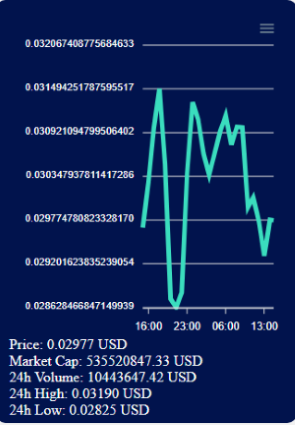 0.032067408775684633
0.031494251787595517
0.030921094799506402
0.030347937811417286
0.029774780823328170
0.029201623835239054
0.028628466847149939
16:00 23:00 06:00 13:00
Price: 0.02977 USD
Market Cap: 535520847.33 USD
24h Volume: 10443647.42 USD
24h High: 0.03190 USD
24h Low: 0.02825 USD